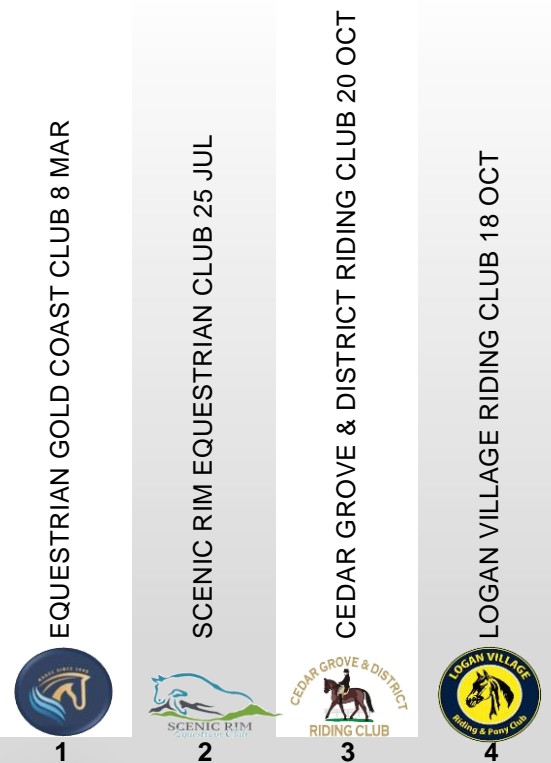 EQUESTRIAN GOLD COAST CLUB 8 MAR
SCENIC RIM EQUESTRIAN CLUB 25 JUL
CEDAR GROVE & DISTRICT RIDING CLUB 20 OCT
LOGAN VILLAGE RIDING CLUB 18 OCT
SCENIC RIM
Equestrian Club
CEDAR GROVE & DISTRICT
RIDING CLUB
LOGAN VILLAGE
Riding & Pony Club
1
2
3
4